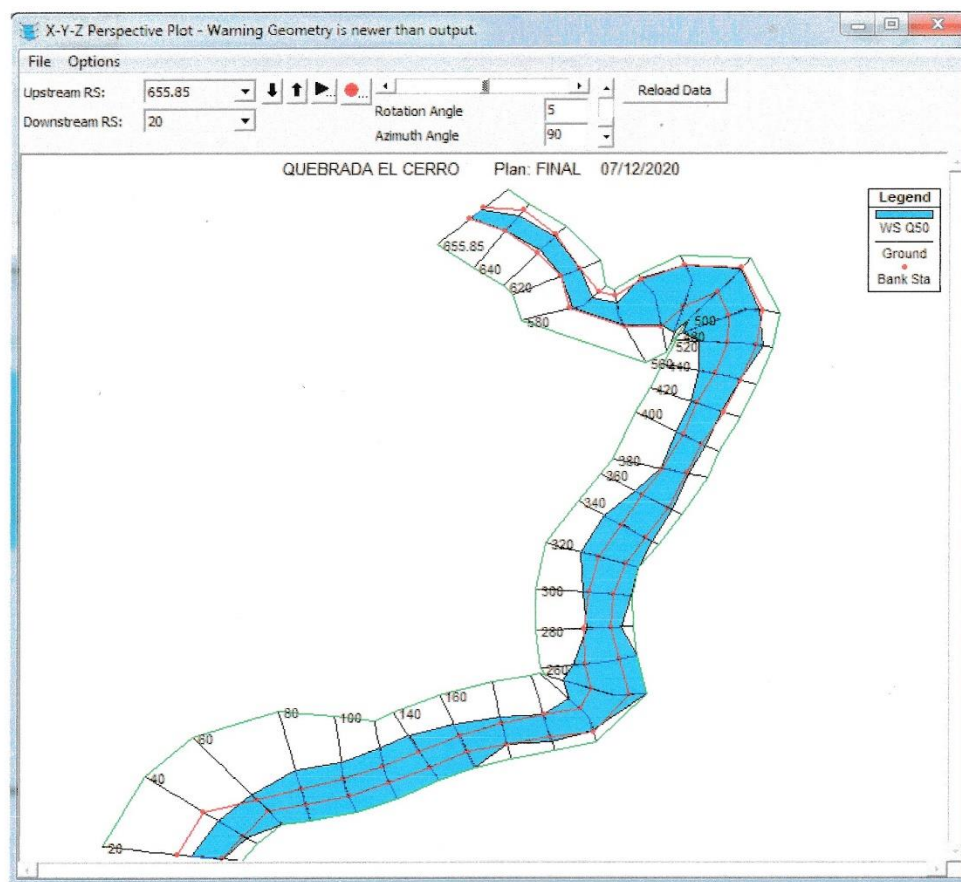 X-Y-Z Perspective Plot - Warning Geometry is newer than output.
File Options
Upstream RS: 655.85
Downstream RS: 20
Rotation Angle 5
Azimuth Angle 90
Reload Data
QUEBRADA EL CERRO Plan: FINAL 07/12/2020
Legend
WS Q50
Ground
Bank Sta
655.85
640
620
580
500
520
560
440
420
400
380
360
340
320
300
280
260
160
140
100
80
60
40
20